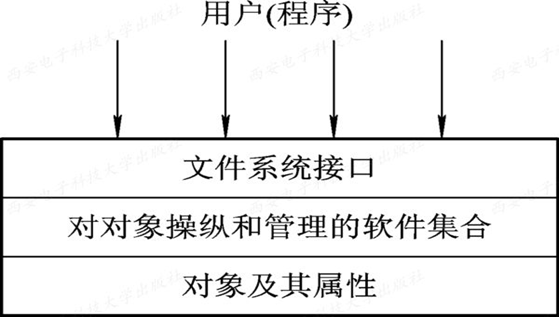 用户(程序)
文件系统接口
对对象操纵和管理的软件集合
对象及其属性
西安电子科技大学出版社